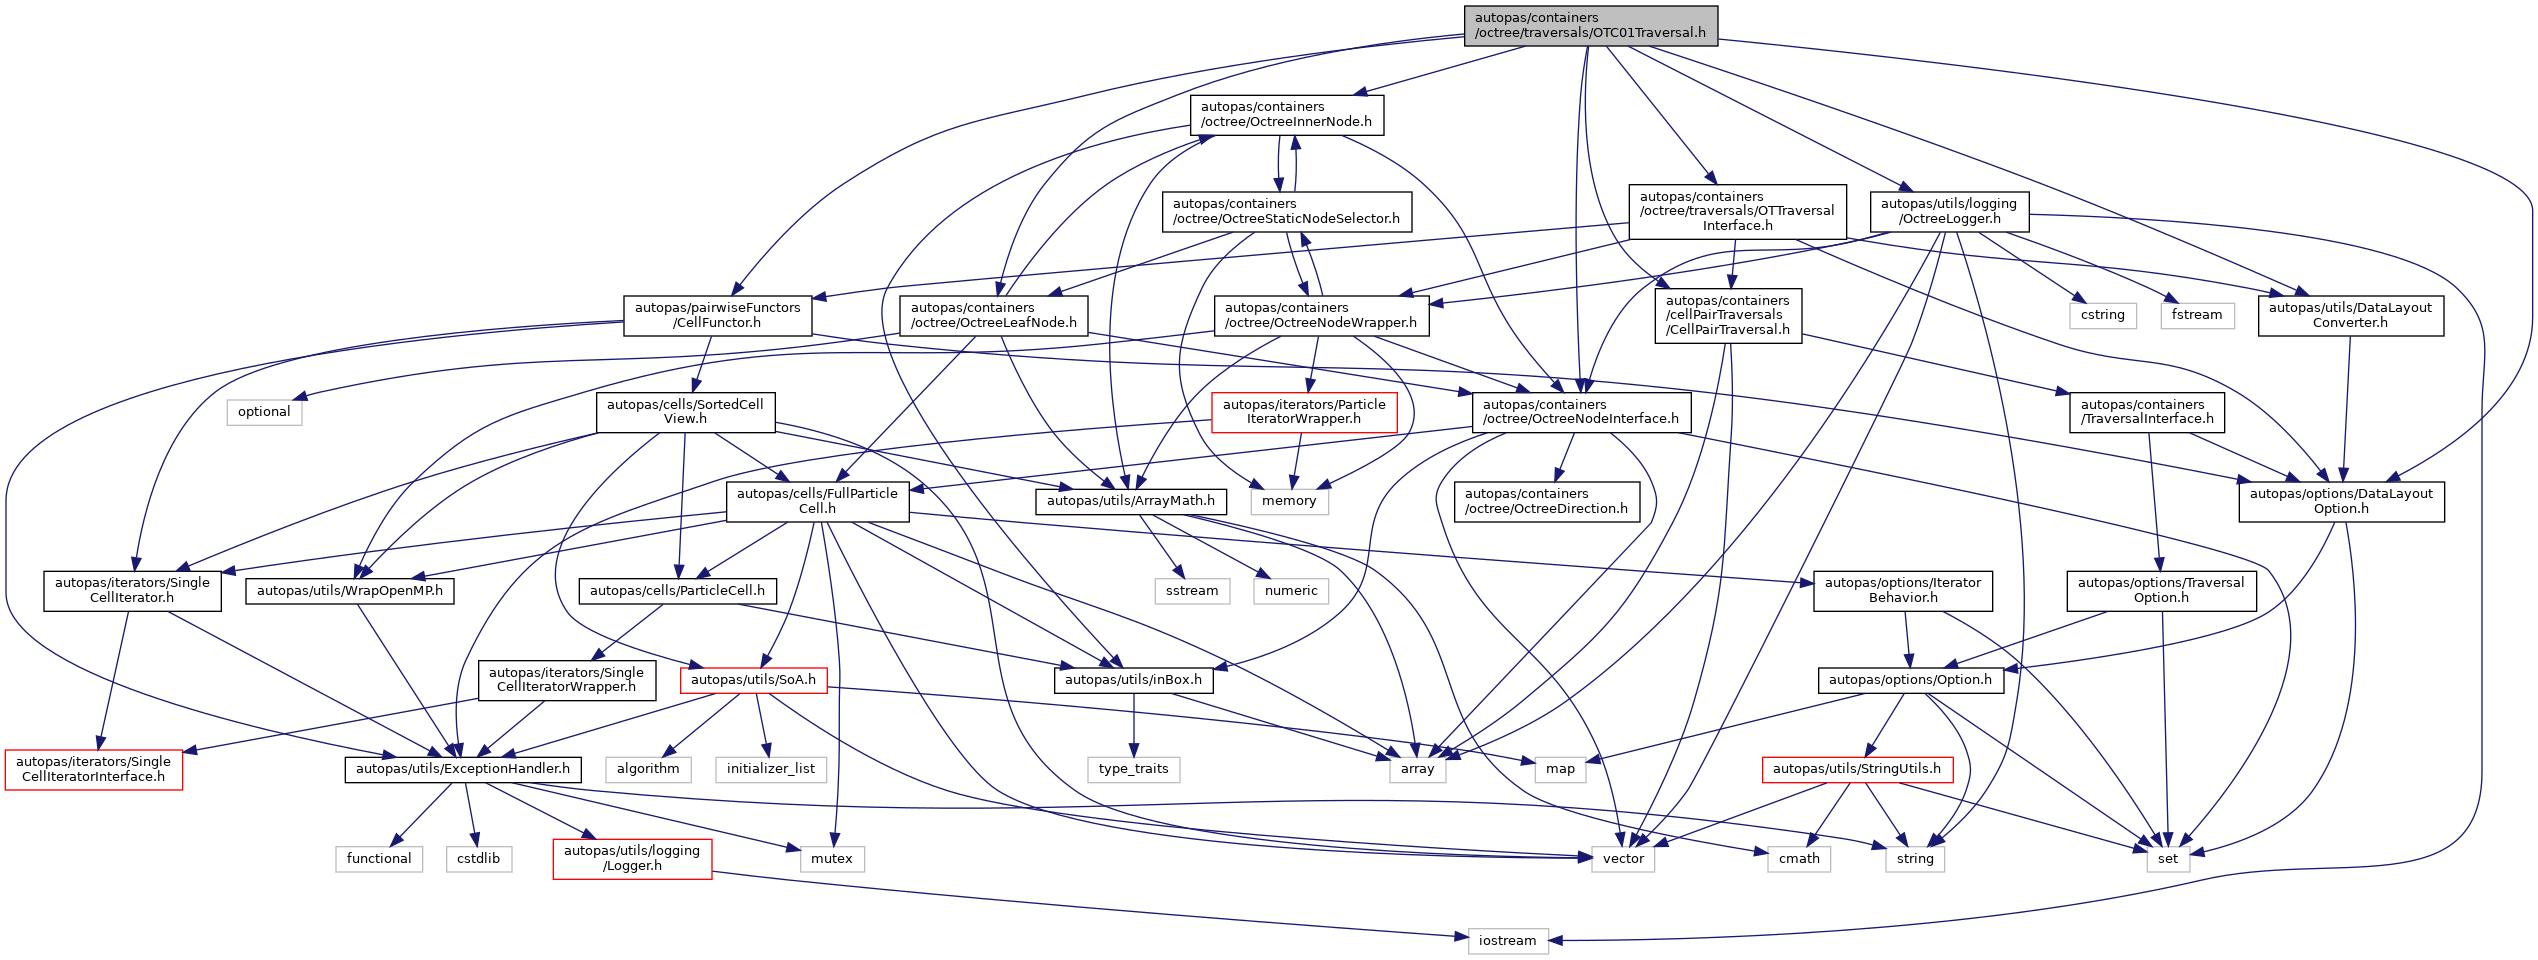 autopas/containers
/octree/traversals/OTC01Traversal.h
autopas/containers
/octree/OctreeInnerNode.h
autopas/containers
/octree/OctreeStaticNodeSelector.h
autopas/containers
/octree/traversals/OTTraversal
Interface.h
autopas/utils/logging
/OctreeLogger.h
autopas/pairwiseFunctors
/CellFunctor.h
autopas/containers
/octree/OctreeLeafNode.h
autopas/containers
/octree/OctreeNodeWrapper.h
autopas/containers
/cellPairTraversals
/CellPairTraversal.h
cstring
fstream
autopas/utils/DataLayout
Converter.h
optional
autopas/cells/SortedCell
View.h
autopas/iterators/Particle
IteratorWrapper.h
autopas/containers
/octree/OctreeNodeInterface.h
autopas/containers
/TraversalInterface.h
autopas/cells/FullParticle
Cell.h
autopas/utils/ArrayMath.h
memory
autopas/containers
/octree/OctreeDirection.h
autopas/options/DataLayout
Option.h
autopas/iterators/Single
CellIterator.h
autopas/utils/WrapOpenMP.h
autopas/cells/ParticleCell.h
sstream
numeric
autopas/options/Iterator
Behavior.h
autopas/options/Traversal
Option.h
autopas/iterators/Single
CellIteratorWrapper.h
autopas/utils/SoA.h
autopas/utils/inBox.h
autopas/options/Option.h
autopas/iterators/Single
CellIteratorInterface.h
autopas/utils/ExceptionHandler.h
algorithm
initializer_list
type_traits
array
map
autopas/utils/StringUtils.h
functional
cstdlib
autopas/utils/logging
/Logger.h
mutex
vector
cmath
string
set
iostream